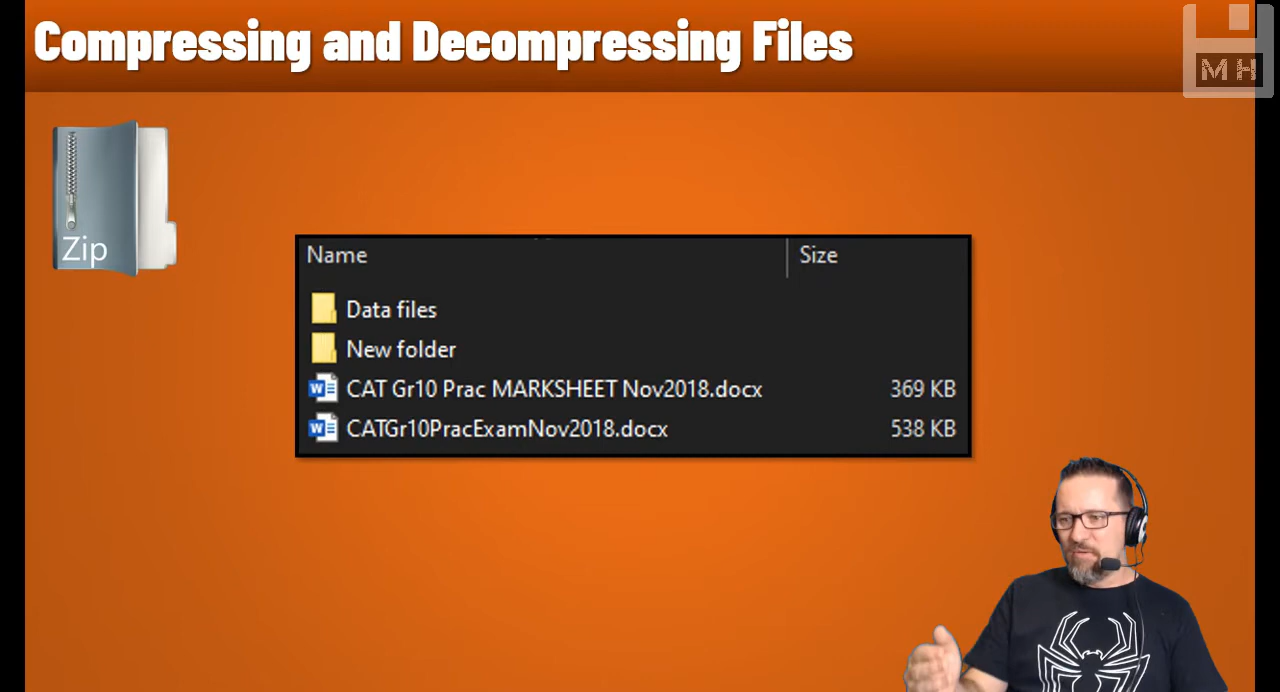 Compressing and Decompressing Files
MH
Zip
Name Size
Data files
New folder
CAT Gr10 Prac MARKSHEET Nov2018.docx 369 KB
CATGr10PracExamNov2018.docx 538 KB